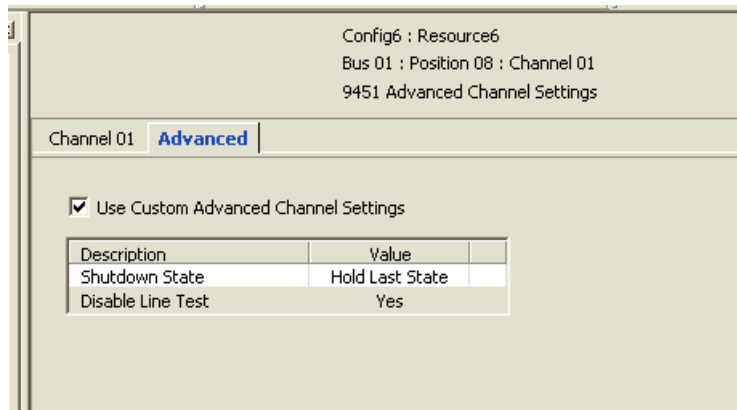 Config6 : Resource6
Bus 01 : Position 08 : Channel 01
9451 Advanced Channel Settings
Channel 01 Advanced
Use Custom Advanced Channel Settings
Description Value
Shutdown State Hold Last State
Disable Line Test Yes